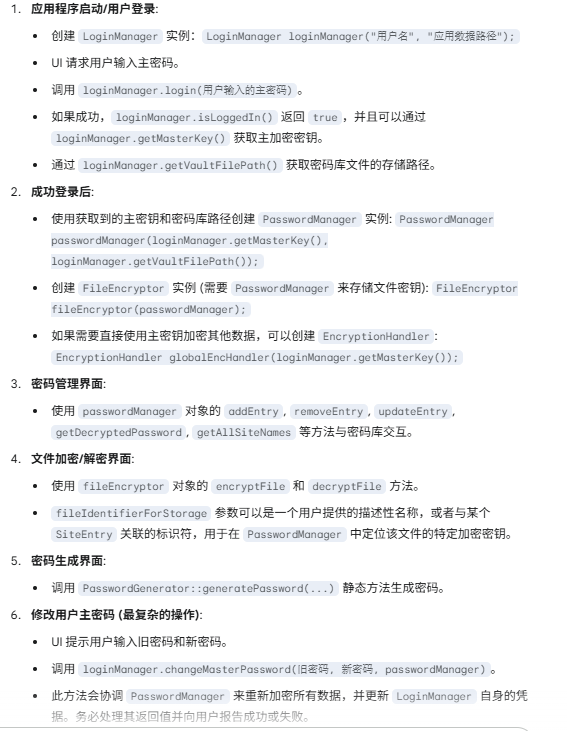 1. 应用程序启动/用户登录:
• 创建 LoginManager 实例: LoginManager loginManager("用户名", "应用数据路径");
• UI 请求用户输入主密码。
• 调用 loginManager.login(用户输入的主密码) 。
• 如果成功，loginManager.isLoggedIn() 返回 true，并且可以通过
loginManager.getMasterKey() 获取主加密密钥。
• 通过 loginManager.getVaultFilePath() 获取密码库文件的存储路径。
2. 成功登录后:
• 使用获取到的主密钥和密码库路径创建 PasswordManager 实例: PasswordManager
passwordManager(loginManager.getMasterKey(),
loginManager.getVaultFilePath());
• 创建 FileEncryptor 实例 (需要 PasswordManager 来存储文件密钥): FileEncryptor
fileEncryptor(passwordManager);
• 如果需要直接使用主密钥加密其他数据，可以创建 EncryptionHandler:
EncryptionHandler globalEncHandler(loginManager.getMasterKey());
3. 密码管理界面:
• 使用 passwordManager 对象的 addEntry, removeEntry, updateEntry,
getDecryptedPassword, getAllSiteNames 等方法与密码库交互。
4. 文件加密/解密界面:
• 使用 fileEncryptor 对象的 encryptFile 和 decryptFile 方法。
• fileIdentifierForStorage 参数可以是一个用户提供的描述性名称，或者与某个
SiteEntry 关联的标识符，用于在 PasswordManager 中定位该文件的特定加密密钥。
5. 密码生成界面:
• 调用 PasswordGenerator::generatePassword(...) 静态方法生成密码。
6. 修改用户主密码 (最复杂的操作):
• UI 提示用户输入旧密码和新密码。
• 调用 loginManager.changeMasterPassword(旧密码, 新密码, passwordManager) 。
• 此方法会协调 PasswordManager 来重新加密所有数据，并更新 LoginManager 自身的凭
据。务必处理其返回值并向用户报告成功或失败。